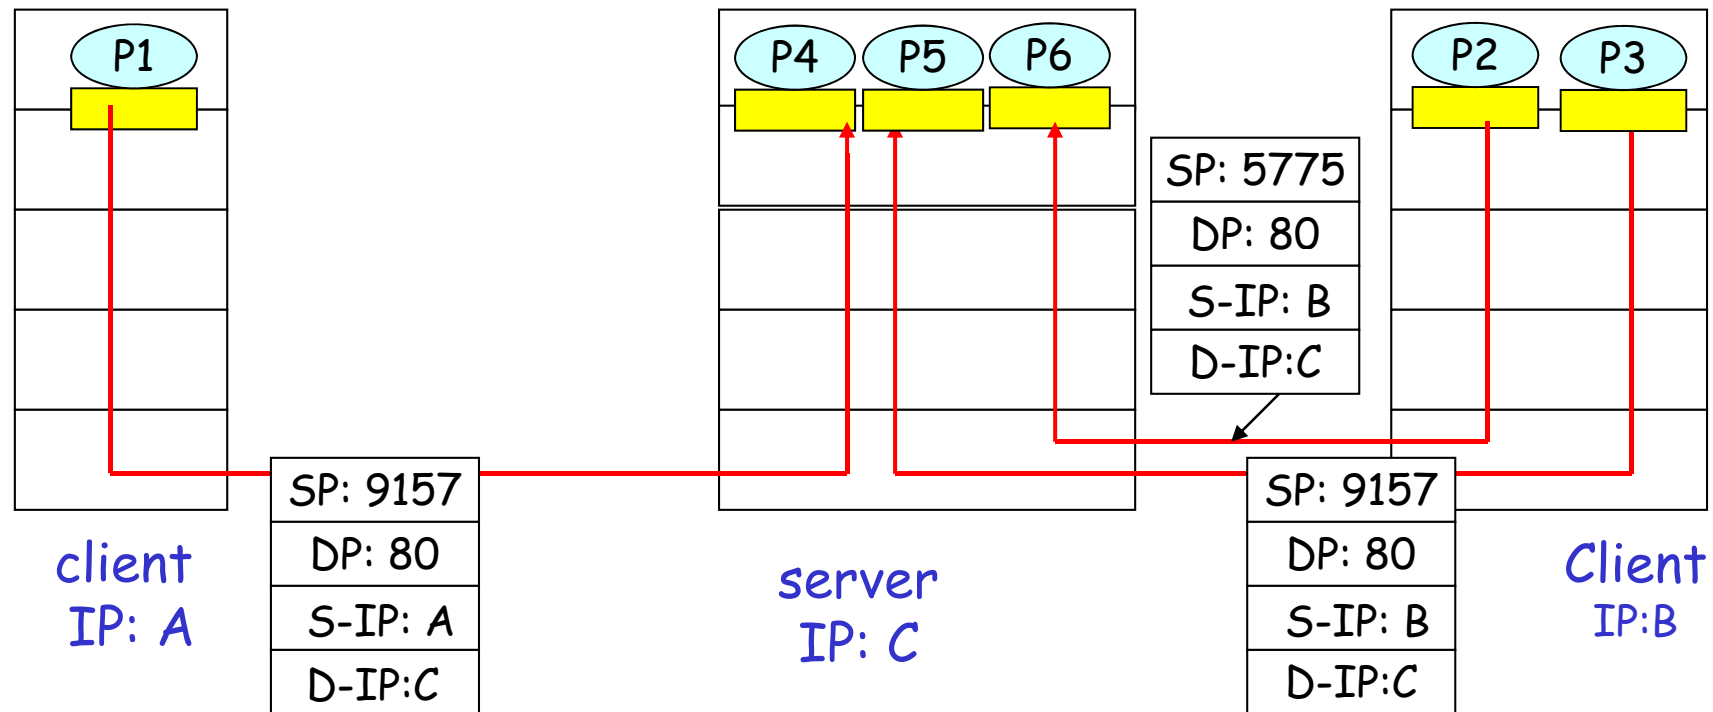 P1
P4
P5
P6
P2
P3
SP: 5775
DP: 80
S-IP: B
D-IP:C
SP: 9157
DP: 80
S-IP: A
D-IP:C
SP: 9157
DP: 80
S-IP: B
D-IP:C
client
IP: A
server
IP: C
Client
IP:B